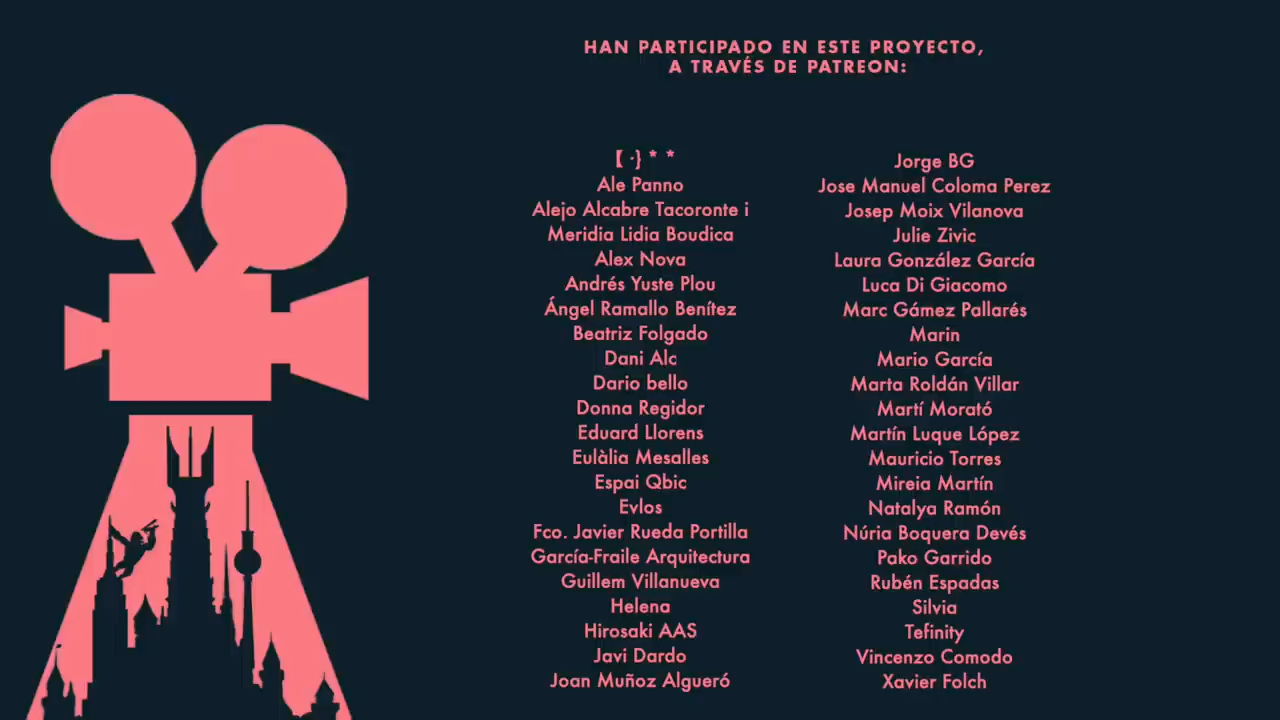 HAN PARTICIPADO EN ESTE PROYECTO,
A TRAVÉS DE PATREON:
【 ·} * *
Ale Panno
Alejo Alcabre Tacoronte i
Meridia Lidia Boudica
Alex Nova
Andrés Yuste Plou
Ángel Ramallo Benítez
Beatriz Folgado
Dani Alc
Dario bello
Donna Regidor
Eduard Llorens
Eulàlia Mesalles
Espai Qbic
Evlos
Fco. Javier Rueda Portilla
García-Fraile Arquitectura
Guillem Villanueva
Helena
Hirosaki AAS
Javi Dardo
Joan Muñoz Algueró
Jorge BG
Jose Manuel Coloma Perez
Josep Moix Vilanova
Julie Zivic
Laura González García
Luca Di Giacomo
Marc Gámez Pallarés
Marin
Mario García
Marta Roldán Villar
Martí Morató
Martín Luque López
Mauricio Torres
Mireia Martín
Natalya Ramón
Núria Boquera Devés
Pako Garrido
Rubén Espadas
Silvia
Tefinity
Vincenzo Comodo
Xavier Folch